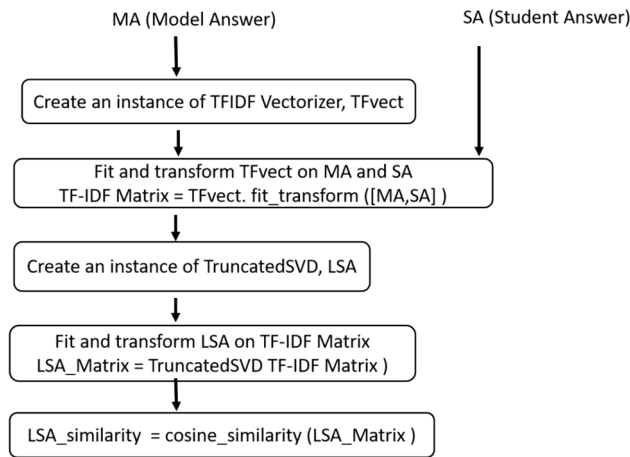 MA (Model Answer)
SA (Student Answer)
Create an instance of TFIDF Vectorizer, TFvect
Fit and transform TFvect on MA and SA
TF-IDF Matrix = TFvect. fit_transform ([MA,SA] )
Create an instance of TruncatedSVD, LSA
Fit and transform LSA on TF-IDF Matrix
LSA_Matrix = TruncatedSVD TF-IDF Matrix )
LSA_similarity = cosine_similarity (LSA_Matrix )